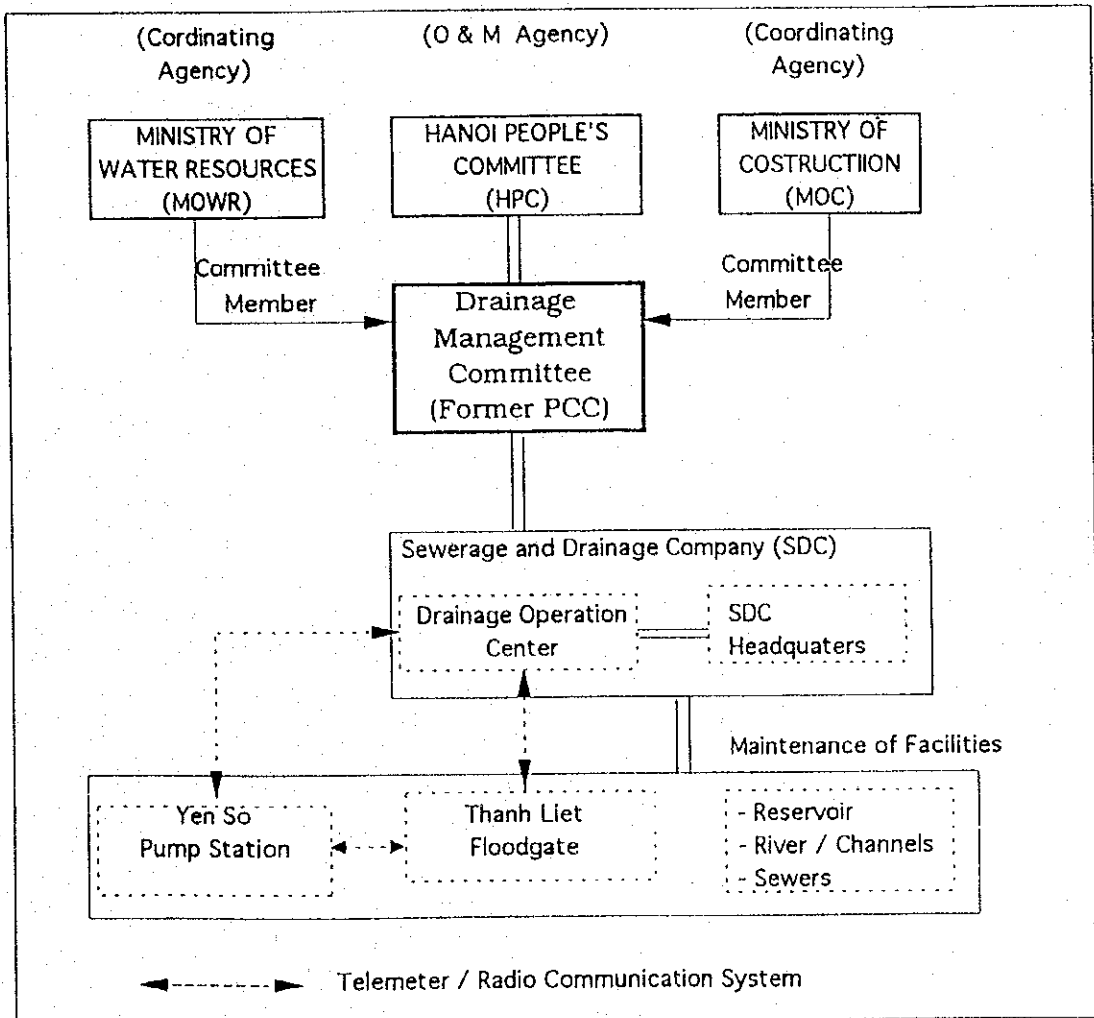 (Cordinating
Agency)
(O & M Agency)
(Coordinating
Agency)
MINISTRY OF
WATER RESOURCES
(MOWR)
HANOI PEOPLE'S
COMMITTEE
(HPC)
MINISTRY OF
COSTRUCTIION
(MOC)
Committee
Member
Committee
Member
Drainage
Management
Committee
(Former PCC)
Sewerage and Drainage Company (SDC)
Drainage Operation
Center
SDC
Headquaters
Maintenance of Facilities
Yen So
Pump Station
Thanh Liet
Floodgate
- Reservoir
- River / Channels
- Sewers
Telemeter / Radio Communication System